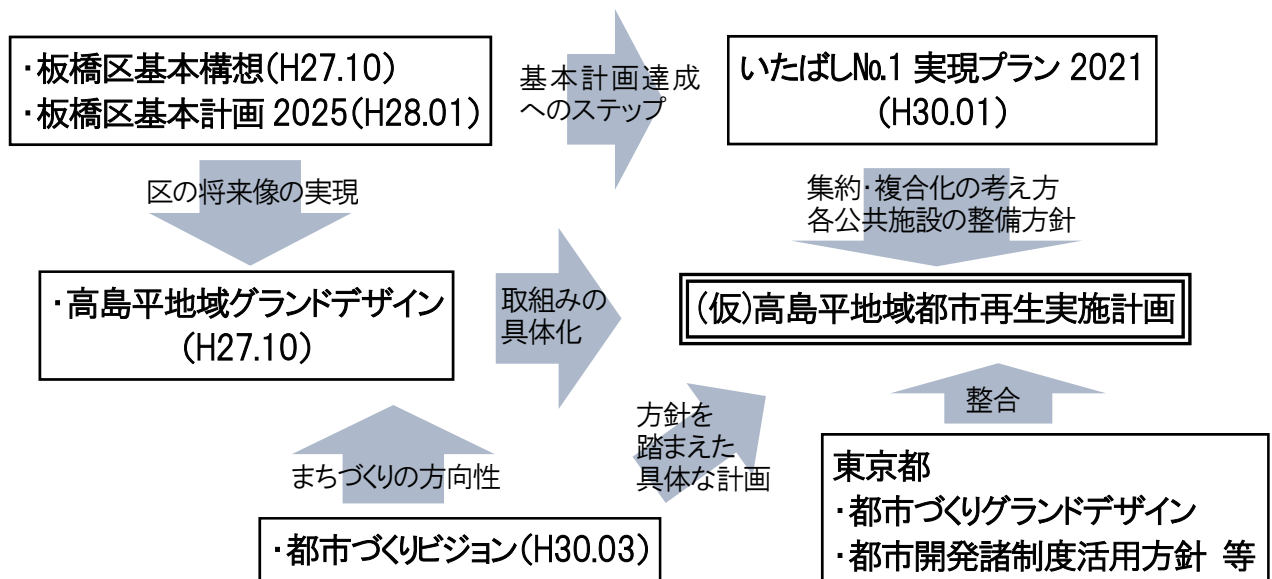 ・板橋区基本構想(H27.10)
・板橋区基本計画 2025(H28.01)
基本計画達成
へのステップ
いたばし№1 実現プラン 2021
(H30.01)
区の将来像の実現
集約・複合化の考え方
各公共施設の整備方針
・高島平地域グランドデザイン
(H27.10)
取組みの
具体化
(仮)高島平地域都市再生実施計画
まちづくりの方向性
方針を
踏まえた
具体な計画
整合
・都市づくりビジョン(H30.03)
東京都
・都市づくりグランドデザイン
・都市開発諸制度活用方針 等